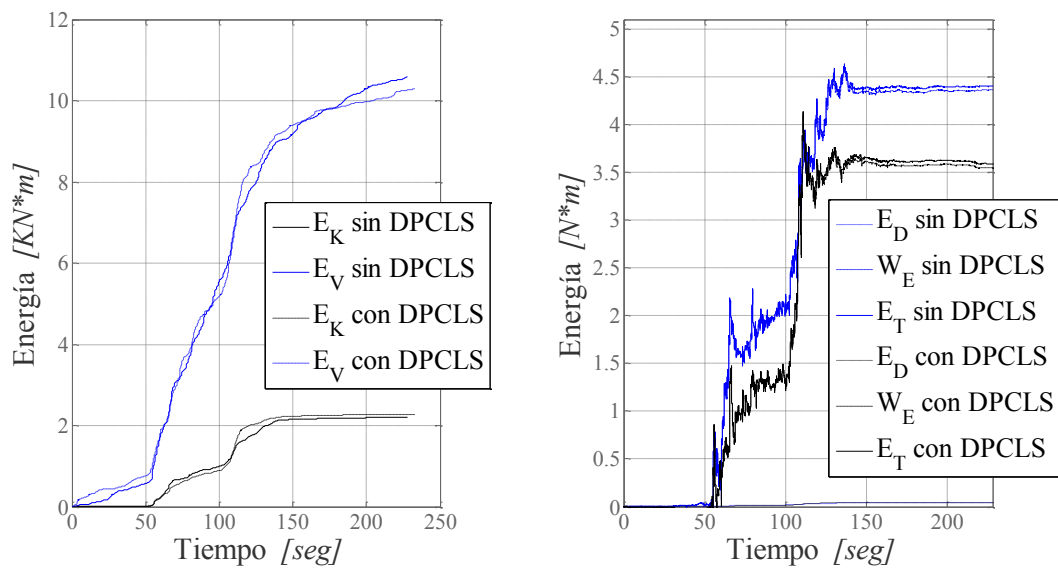 12
10
8
6
4
2
0
0
50
100
150
200
250
Energía [KN*m]
Tiempo [seg]
E_K sin DPCLS
E_V sin DPCLS
E_K con DPCLS
E_V con DPCLS
5
4.5
4
3.5
3
2.5
2
1.5
1
0.5
0
0
50
100
150
200
Energía [N*m]
Tiempo [seg]
E_D sin DPCLS
W_E sin DPCLS
E_T sin DPCLS
E_D con DPCLS
W_E con DPCLS
E_T con DPCLS